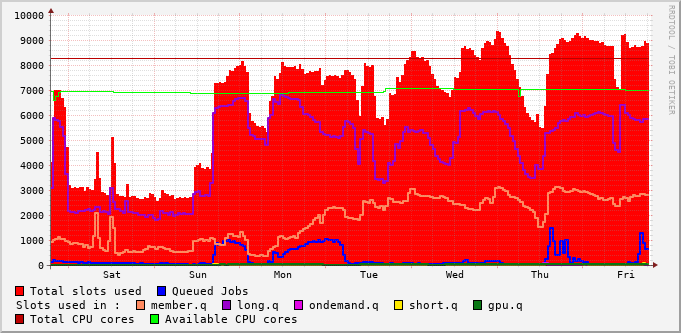 10000
9000
8000
7000
6000
5000
4000
3000
2000
1000
0
Sat Sun Mon Tue Wed Thu Fri
RRDTOOL / TOBI OETIKER
Total slots used Queued Jobs
Slots used in : member.q long.q ondemand.q short.q gpu.q
Total CPU cores Available CPU cores